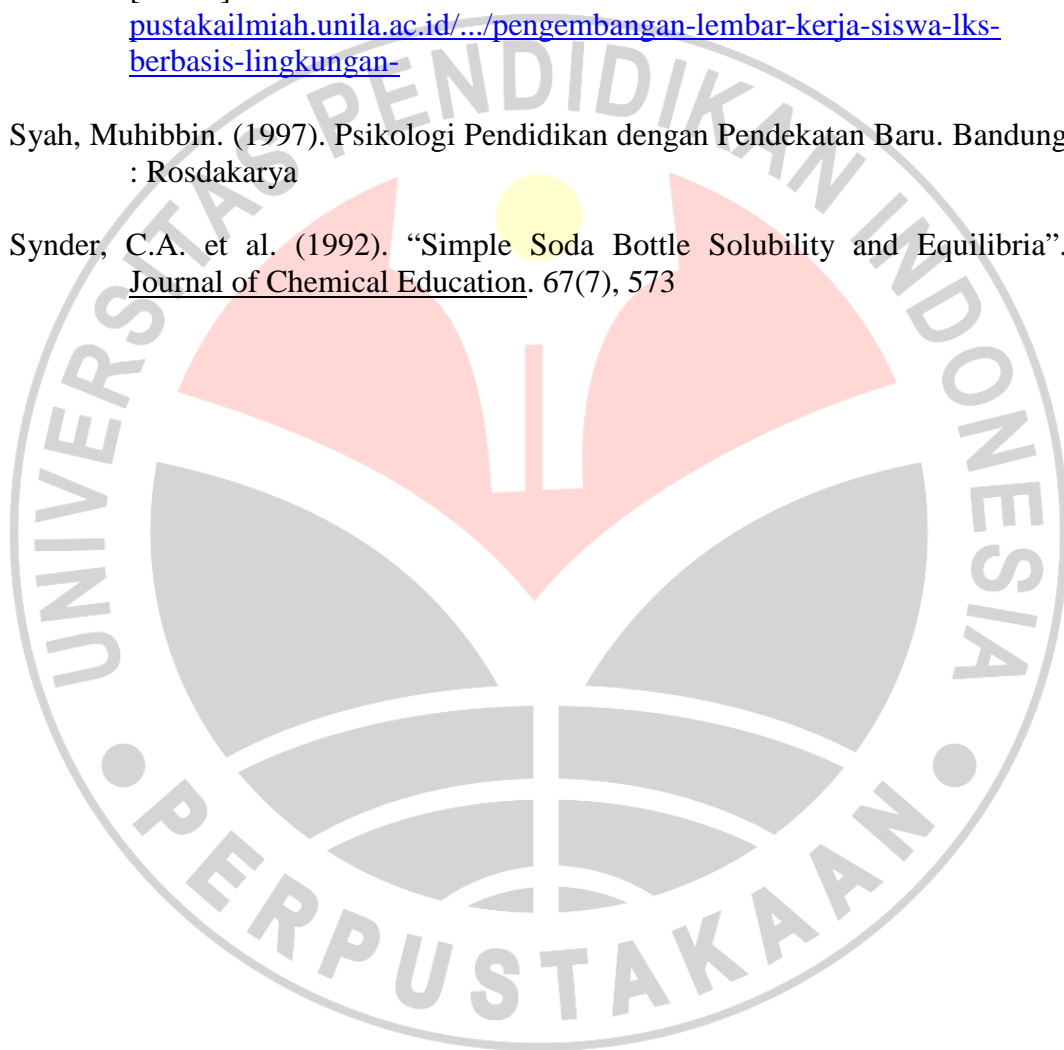 pustakailmiah.unila.ac.id/.../pengembangan-lembar-kerja-siswa-lks-
berbasis-lingkungan-
Syah, Muhibbin. (1997). Psikologi Pendidikan dengan Pendekatan Baru. Bandung
: Rosdakarya
Synder, C.A. et al. (1992). “Simple Soda Bottle Solubility and Equilibria”.
Journal of Chemical Education. 67(7), 573
UNIVERSITAS PENDIDIKAN INDONESIA
PERPUSTAKAAN